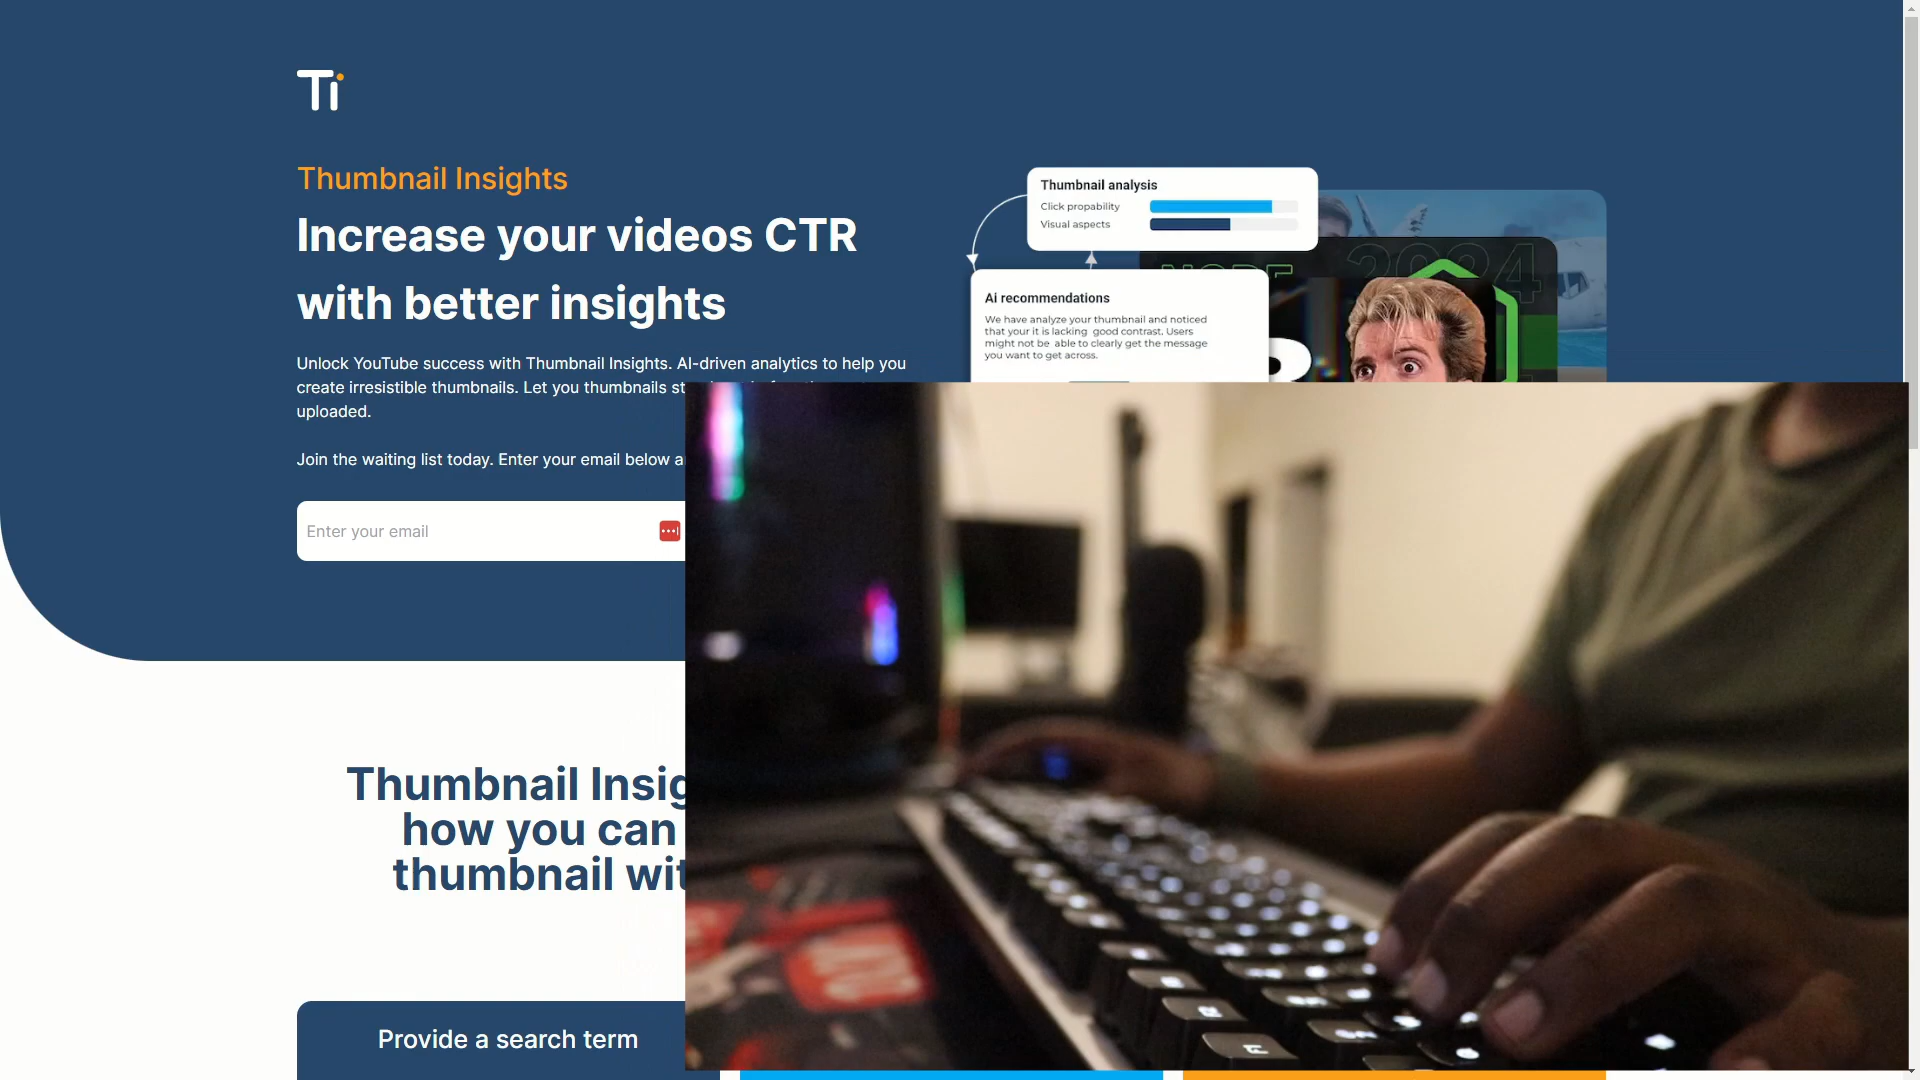 Ti
Thumbnail Insights
Increase your videos CTR
with better insights
Unlock YouTube success with Thumbnail Insights. AI-driven analytics to help you
create irresistible thumbnails. Let you thumbnails
uploaded.
Join the waiting list today. Enter your email below
Enter your email
Thumbnail analysis
Click propability
Visual aspects
Ai recommendations
We have analyze your thumbnail and noticed
that your it is lacking good contrast. Users
might not be able to clearly get the message
you want to get across.
NODE
2024
Thumbnail
how you can
thumbnail
Provide a search term